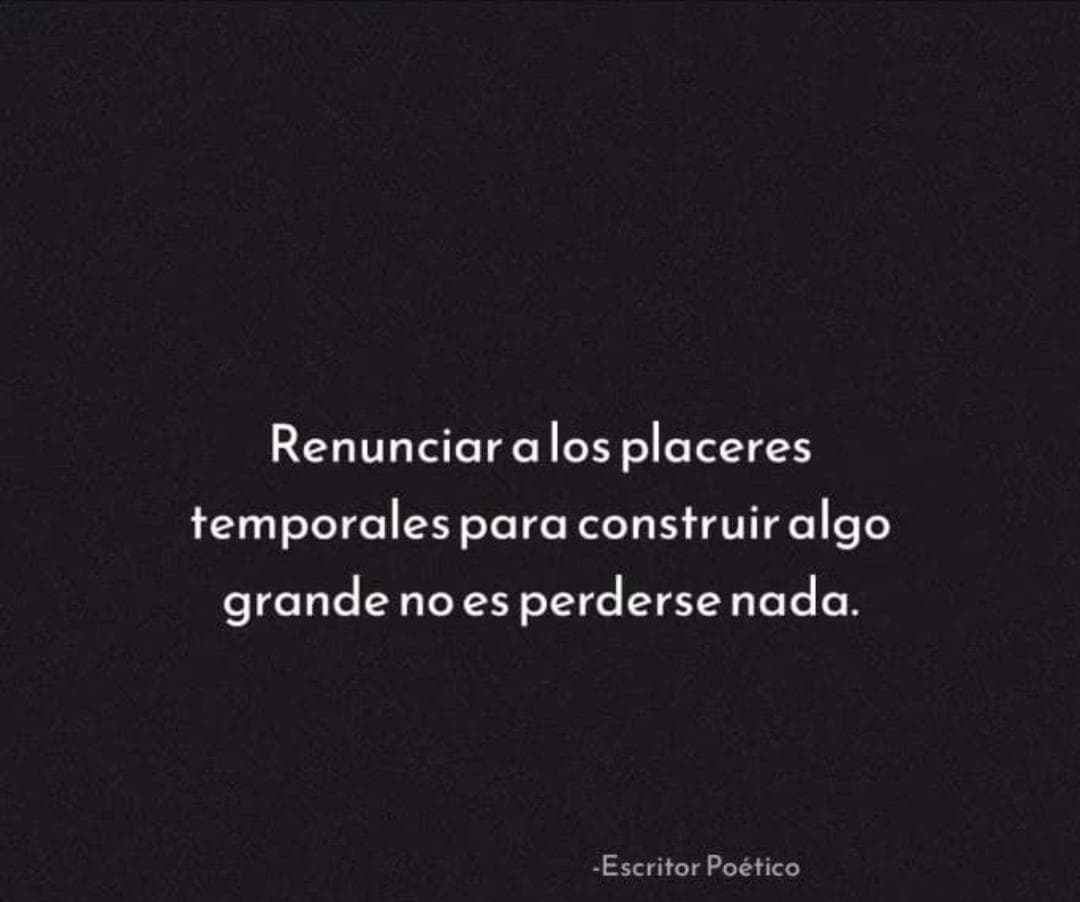 Renunciar a los placeres
temporales para construir algo
grande no es perderse nada.
-Escritor Poético